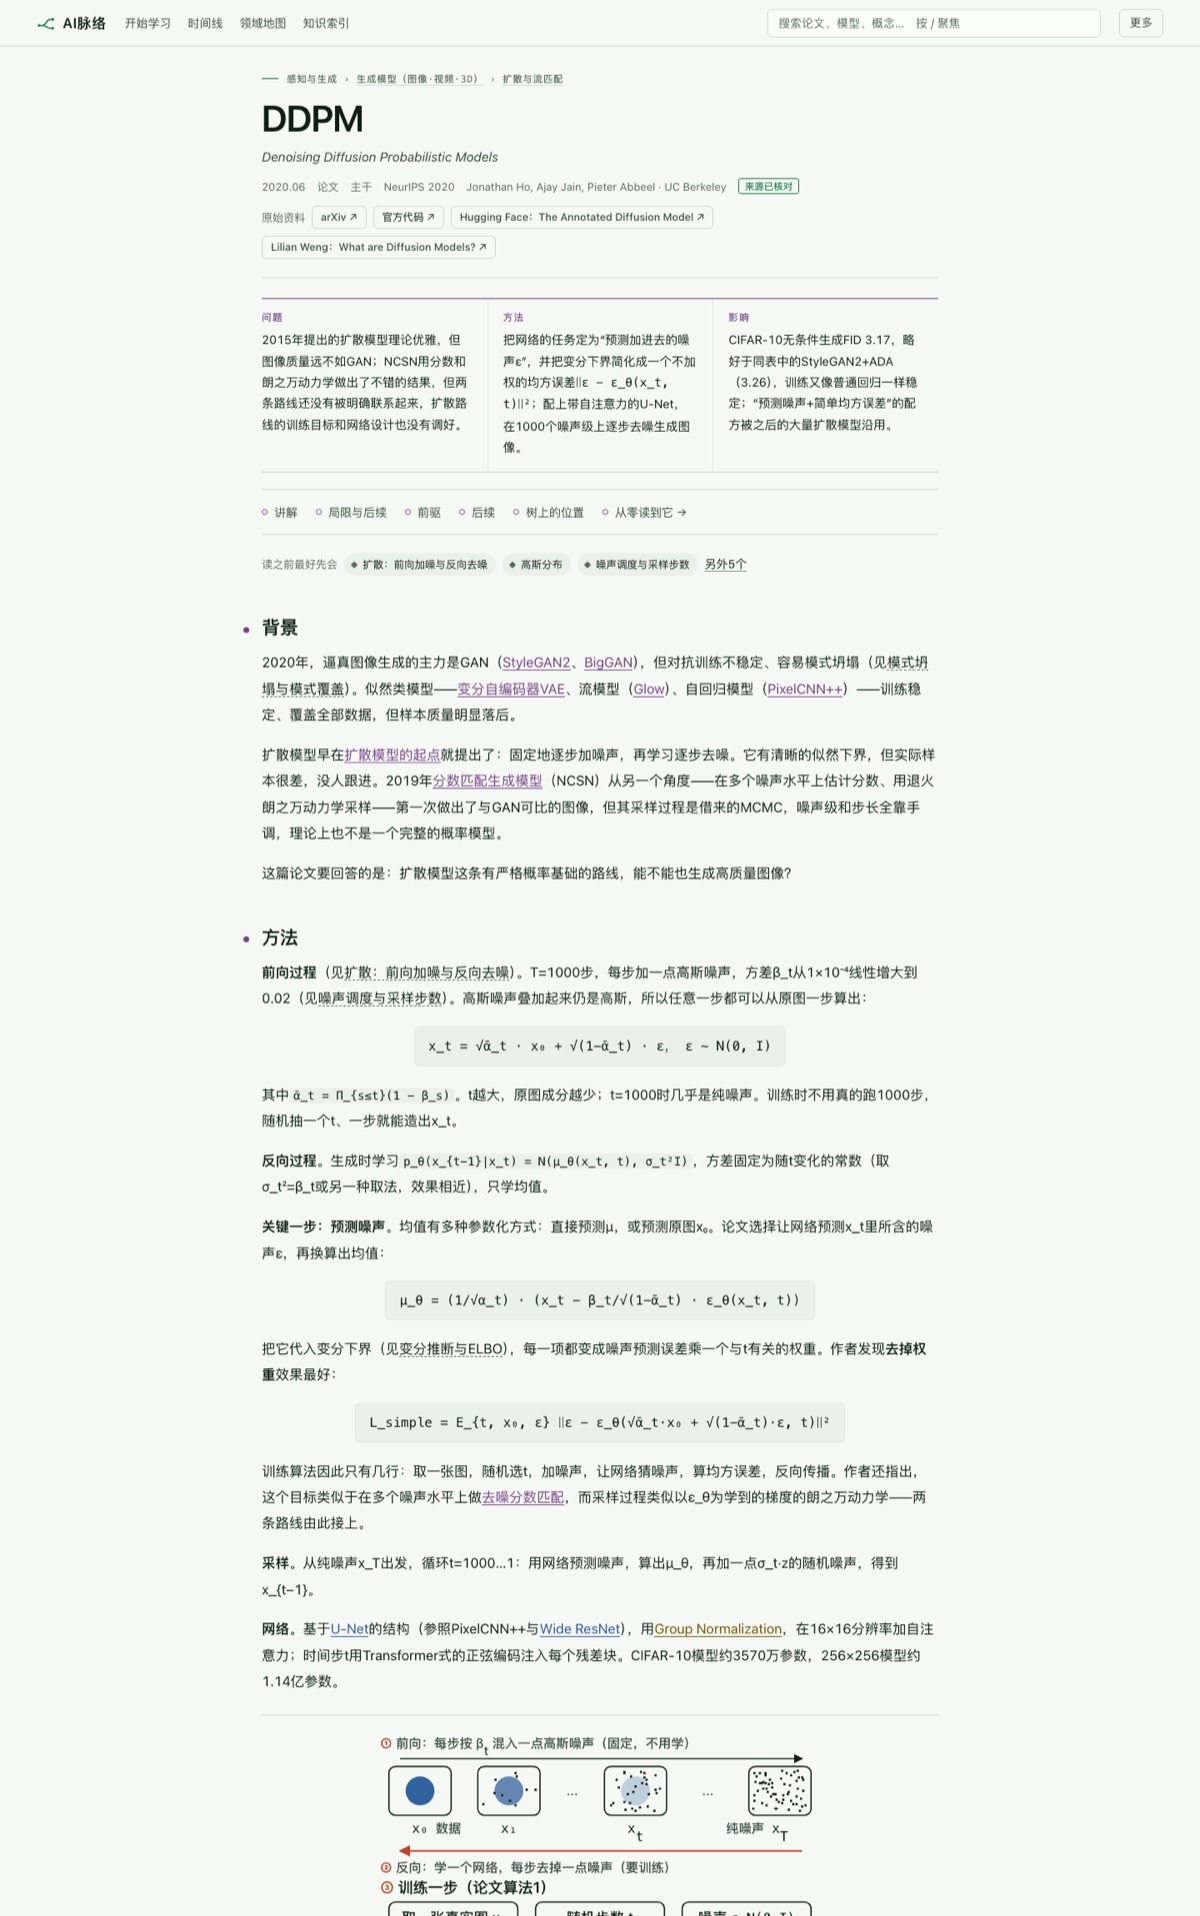 AI脉络 开始学习 时间线 领域地图 知识索引 搜索论文、模型、概念… 按 / 聚焦 更多
感知与生成 › 生成模型（图像·视频·3D） › 扩散与流匹配
DDPM
Denoising Diffusion Probabilistic Models
2020.06 论文 主干 NeurIPS 2020 Jonathan Ho, Ajay Jain, Pieter Abbeel · UC Berkeley 来源已核对
原始资料 arXiv ↗ 官方代码 ↗ Hugging Face：The Annotated Diffusion Model ↗
Lilian Weng：What are Diffusion Models? ↗
问题
2015年提出的扩散模型理论优雅，但
图像质量远不如GAN；NCSN用分数和
朗之万动力学做出了不错的结果，但两
条路线还没有被明确联系起来，扩散路
线的训练目标和网络设计也没有调好。
方法
把网络的任务定为“预测加进去的噪
声ε”，并把变分下界简化成一个不加
权的均方误差‖ε − ε_θ(x_t,
t)‖²；配上带自注意力的U-Net，
在1000个噪声级上逐步去噪生成图
像。
影响
CIFAR-10无条件生成FID 3.17，略
好于同表中的StyleGAN2+ADA
（3.26），训练又像普通回归一样稳
定；“预测噪声+简单均方误差”的配
方被之后的大量扩散模型沿用。
讲解 局限与后续 前驱 后续 树上的位置 从零读到它 →
读之前最好先会 ◆ 扩散：前向加噪与反向去噪 ◆ 高斯分布 ◆ 噪声调度与采样步数 另外5个
背景
2020年，逼真图像生成的主力是GAN（StyleGAN2、BigGAN），但对抗训练不稳定、容易模式坍塌（见模式坍
塌与模式覆盖）。似然类模型——变分自编码器VAE、流模型（Glow）、自回归模型（PixelCNN++）——训练稳
定、覆盖全部数据，但样本质量明显落后。
扩散模型早在扩散模型的起点就提出了：固定地逐步加噪声，再学习逐步去噪。它有清晰的似然下界，但实际样
本很差，没人跟进。2019年分数匹配生成模型（NCSN）从另一个角度——在多个噪声水平上估计分数、用退火
朗之万动力学采样——第一次做出了与GAN可比的图像，但其采样过程是借来的MCMC，噪声级和步长全靠手
调，理论上也不是一个完整的概率模型。
这篇论文要回答的是：扩散模型这条有严格概率基础的路线，能不能也生成高质量图像？
方法
前向过程（见扩散：前向加噪与反向去噪）。T=1000步，每步加一点高斯噪声，方差β_t从1×10⁻⁴线性增大到
0.02（见噪声调度与采样步数）。高斯噪声叠加起来仍是高斯，所以任意一步都可以从原图一步算出：
x_t = √ᾱ_t · x₀ + √(1−ᾱ_t) · ε, ε ~ N(0, I)
其中 ᾱ_t = Π_{s≤t}(1 − β_s) 。t越大，原图成分越少；t=1000时几乎是纯噪声。训练时不用真的跑1000步，
随机抽一个t、一步就能造出x_t。
反向过程。生成时学习 p_θ(x_{t−1}|x_t) = N(μ_θ(x_t, t), σ_t²I) ，方差固定为随t变化的常数（取
σ_t²=β_t或另一种取法，效果相近），只学均值。
关键一步：预测噪声。均值有多种参数化方式：直接预测μ，或预测原图x₀。论文选择让网络预测x_t里所含的噪
声ε，再换算出均值：
μ_θ = (1/√α_t) · (x_t − β_t/√(1−ᾱ_t) · ε_θ(x_t, t))
把它代入变分下界（见变分推断与ELBO），每一项都变成噪声预测误差乘一个与t有关的权重。作者发现去掉权
重效果最好：
L_simple = E_{t, x₀, ε} ‖ε − ε_θ(√ᾱ_t·x₀ + √(1−ᾱ_t)·ε, t)‖²
训练算法因此只有几行：取一张图，随机选t，加噪声，让网络猜噪声，算均方误差，反向传播。作者还指出，
这个目标类似于在多个噪声水平上做去噪分数匹配，而采样过程类似以ε_θ为学到的梯度的朗之万动力学——两
条路线由此接上。
采样。从纯噪声x_T出发，循环t=1000…1：用网络预测噪声，算出μ_θ，再加一点σ_t·z的随机噪声，得到
x_{t−1}。
网络。基于U-Net的结构（参照PixelCNN++与Wide ResNet），用Group Normalization，在16×16分辨率加自注
意力；时间步t用Transformer式的正弦编码注入每个残差块。CIFAR-10模型约3570万参数，256×256模型约
1.14亿参数。
① 前向：每步按 βt 混入一点高斯噪声（固定，不用学）
… …
x₀ 数据 x₁ xt 纯噪声 xT
② 反向：学一个网络，每步去掉一点噪声（要训练）
③ 训练一步（论文算法1）